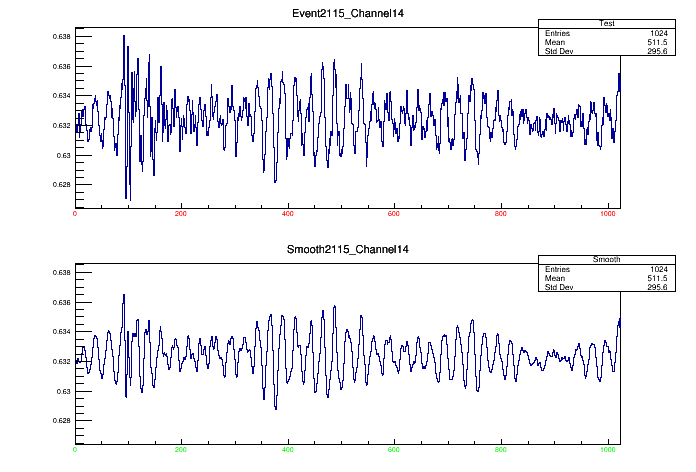 Event2115_Channel14
Test
Entries 1024
Mean 511.5
Std Dev 295.6
0.638
0.636
0.634
0.632
0.63
0.628
0 200 400 600 800 1000
Smooth2115_Channel14
Smooth
Entries 1024
Mean 511.5
Std Dev 295.6
0.638
0.636
0.634
0.632
0.63
0.628
0 200 400 600 800 1000